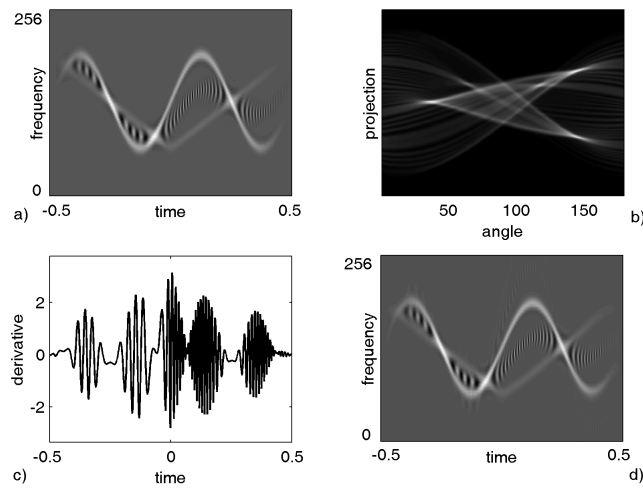 256
frequency
0
a)
-0.5
time
0.5
projection
50
100
150
angle
b)
derivative
2
0
-2
c)
-0.5
0
0.5
time
256
frequency
0
-0.5
time
0.5
d)